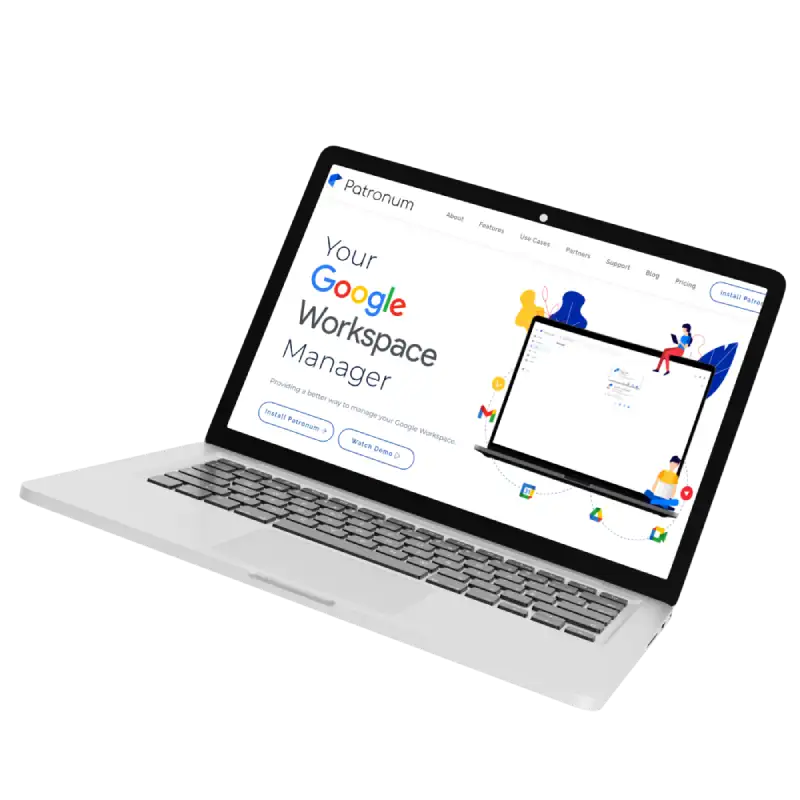 Patronum
About Features Use Cases Partners Support Blog Pricing
Install Patron
Your
Google
Workspace
Manager
Providing a better way to manage your Google Workspace.
Install Patronum
Watch Demo